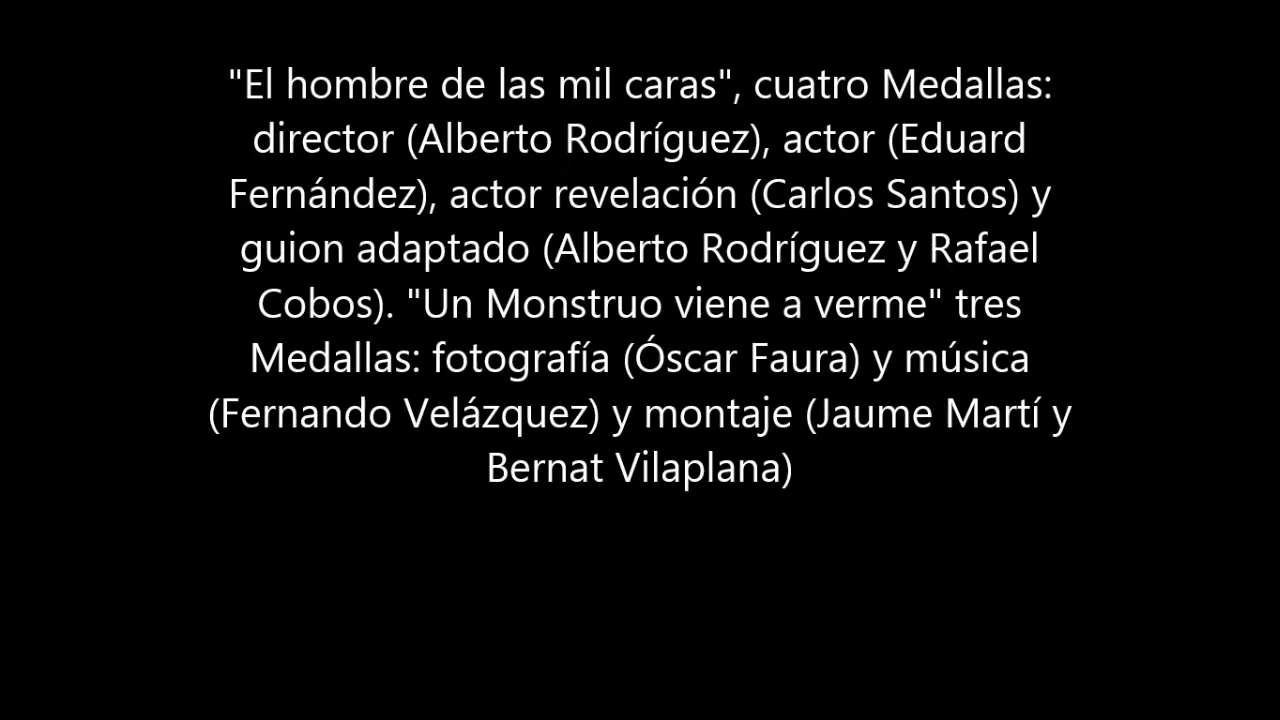 "El hombre de las mil caras", cuatro Medallas:
director (Alberto Rodríguez), actor (Eduard
Fernández), actor revelación (Carlos Santos) y
guion adaptado (Alberto Rodríguez y Rafael
Cobos). "Un Monstruo viene a verme" tres
Medallas: fotografía (Óscar Faura) y música
(Fernando Velázquez) y montaje (Jaume Martí y
Bernat Vilaplana)